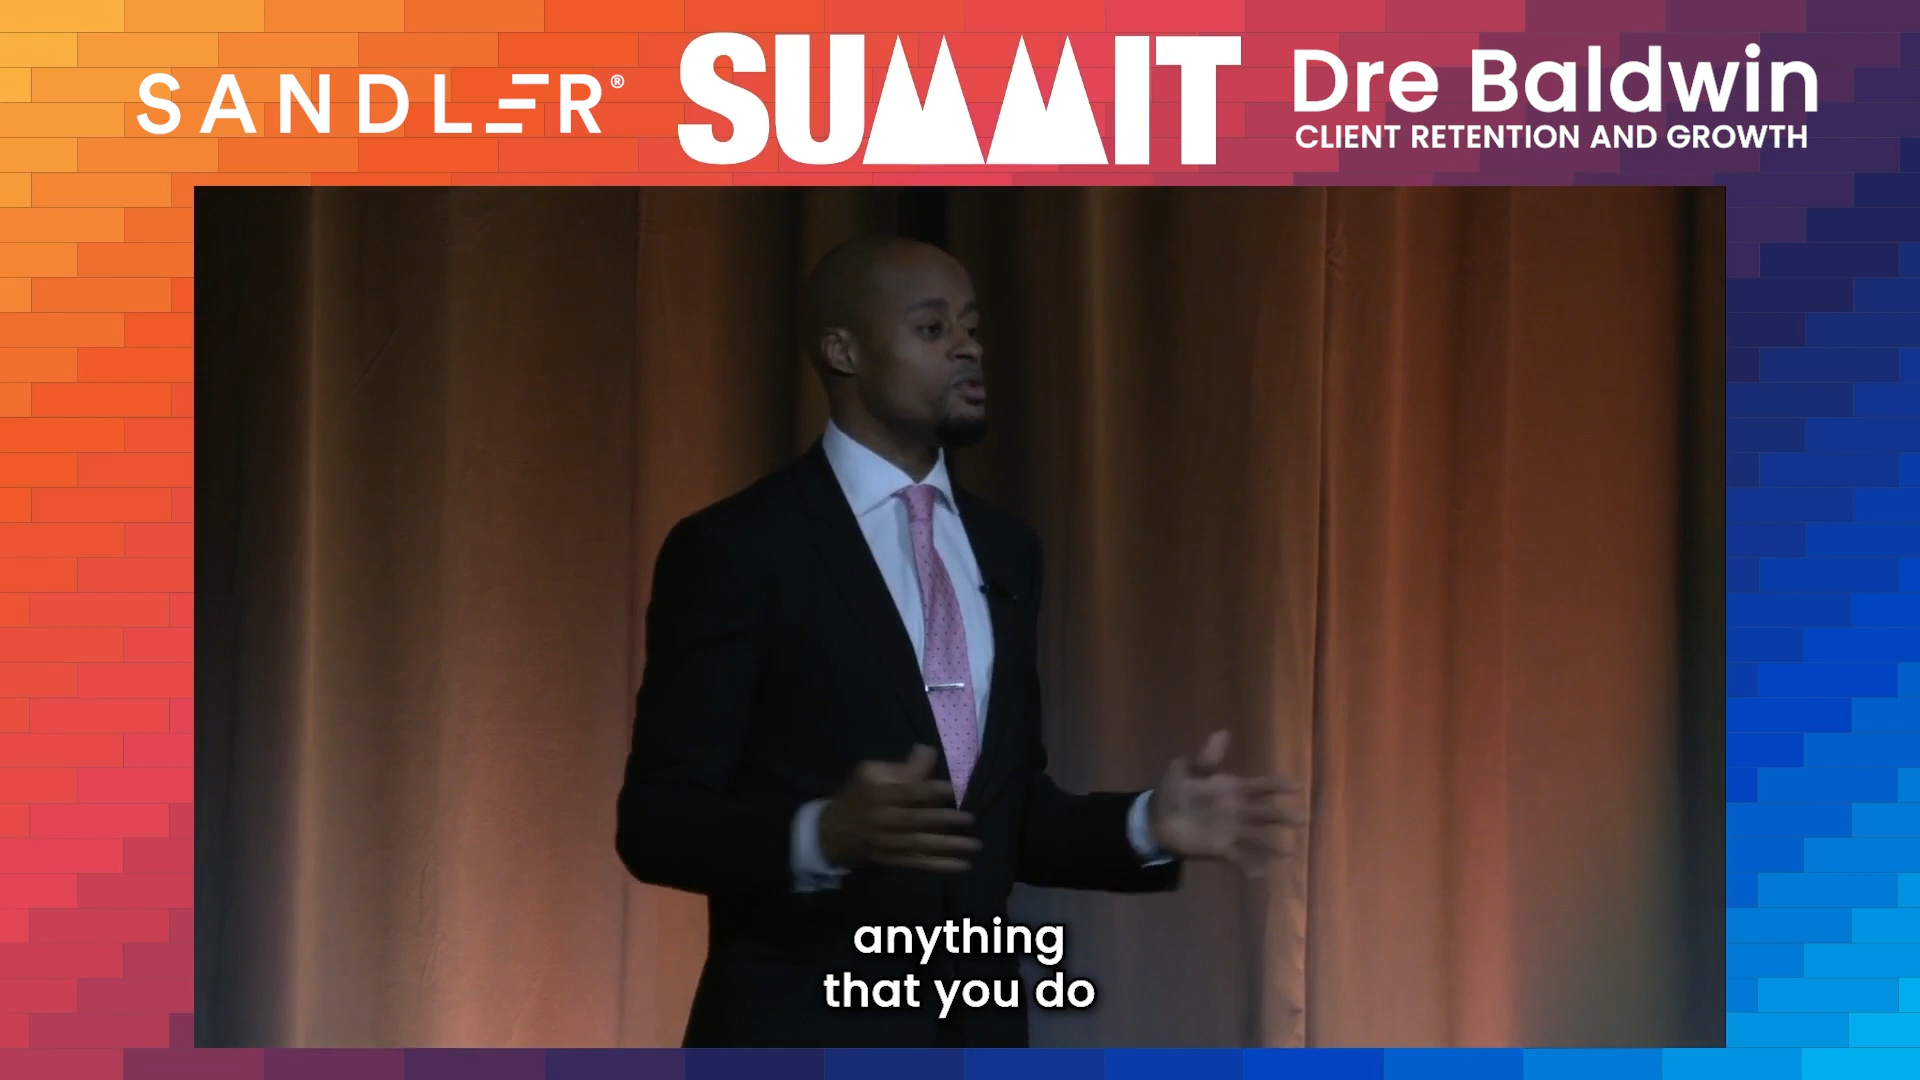 SANDLER®
SUMMIT
Dre Baldwin
CLIENT RETENTION AND GROWTH
anything
that you do